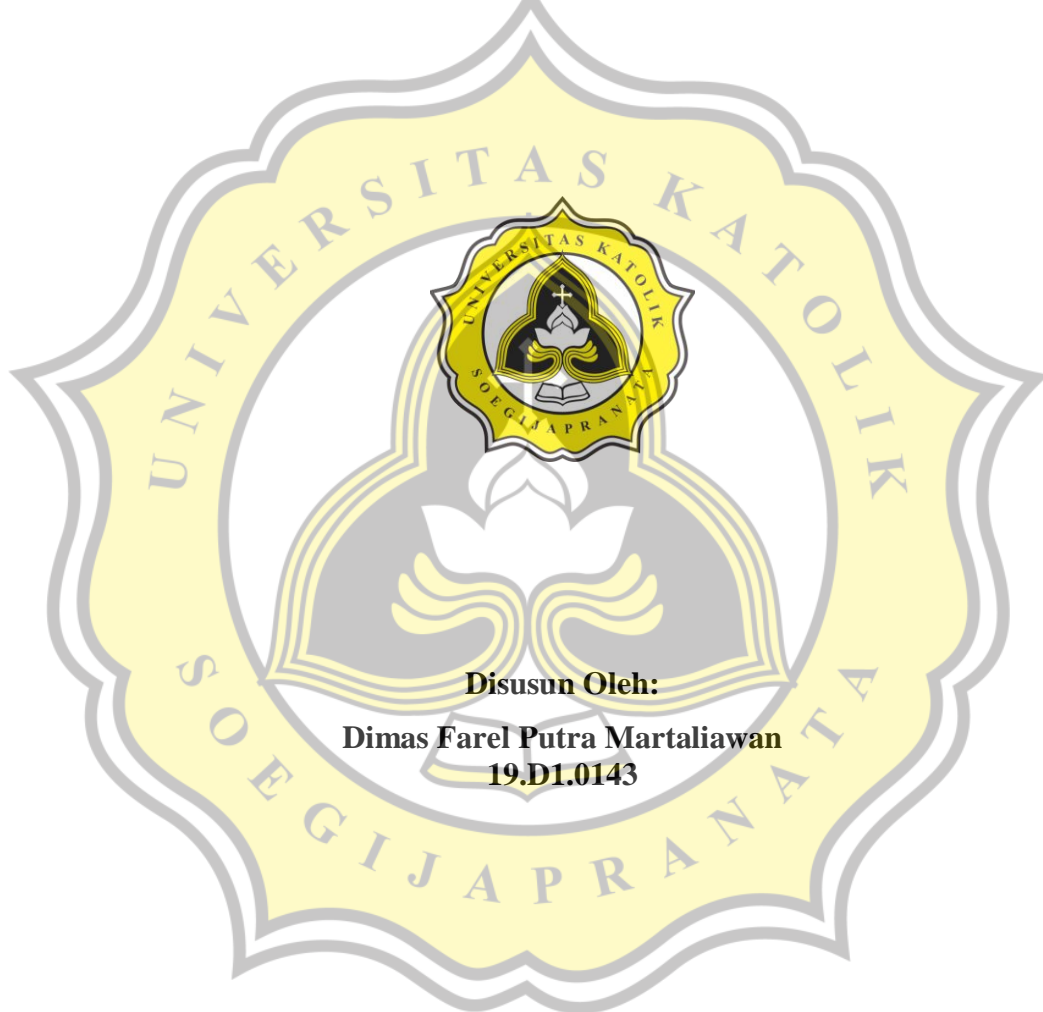 UNIVERSITAS KATOLIK
SOEGIJAPRANATA
UNIVERSITAS KATOLIK
SOEGIJAPRANATA
Disusun Oleh:
Dimas Farel Putra Martaliawan
19.D1.0143